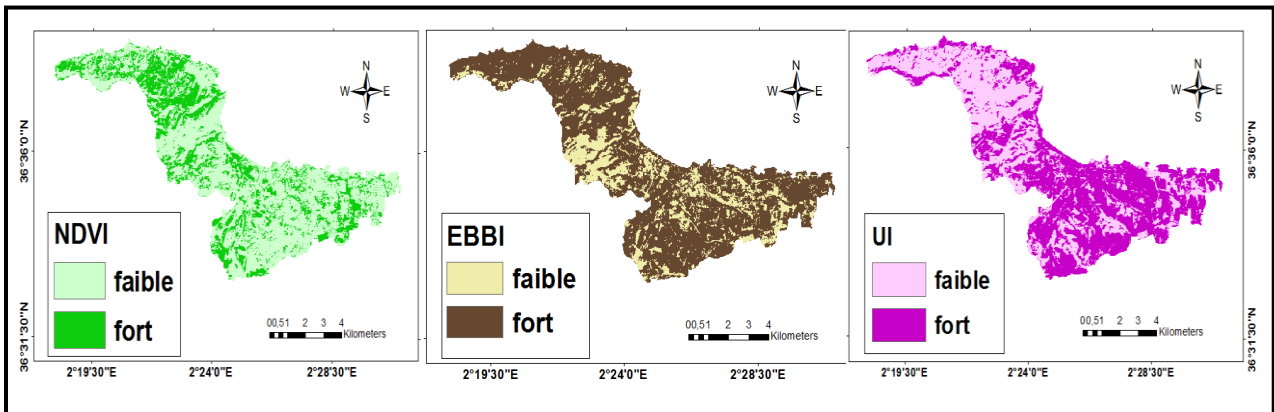 N
W E
S
36°36'0"N
36°31'30"N
NDVI
faible
fort
00,51 2 3 4
Kilometers
2°19'30"E 2°24'0"E 2°28'30"E
N
W E
S
EBBI
faible
fort
00,51 2 3 4
Kilometers
2°19'30"E 2°24'0"E 2°28'30"E
N
W E
S
36°36'0"N
36°31'30"N
UI
faible
fort
00,51 2 3 4
Kilometers
2°19'30"E 2°24'0"E 2°28'30"E